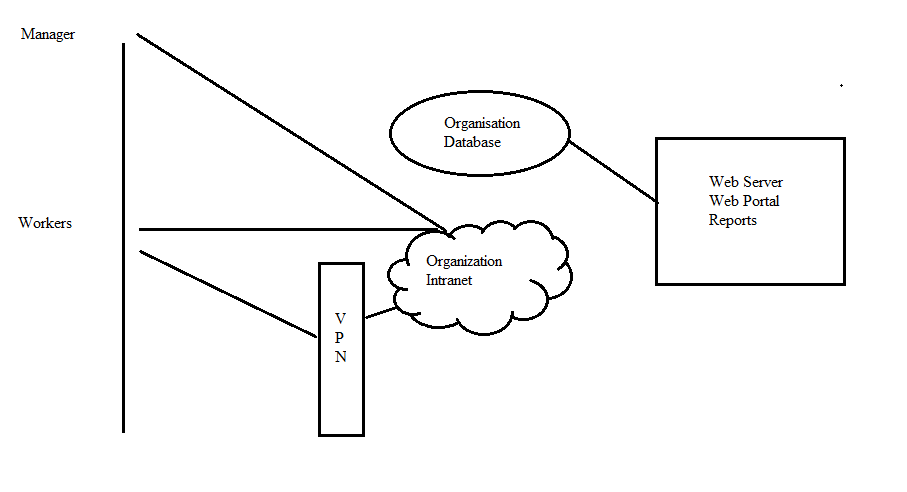 Manager
Organisation
Database
Web Server
Web Portal
Reports
Workers
Organization
Intranet
V
P
N